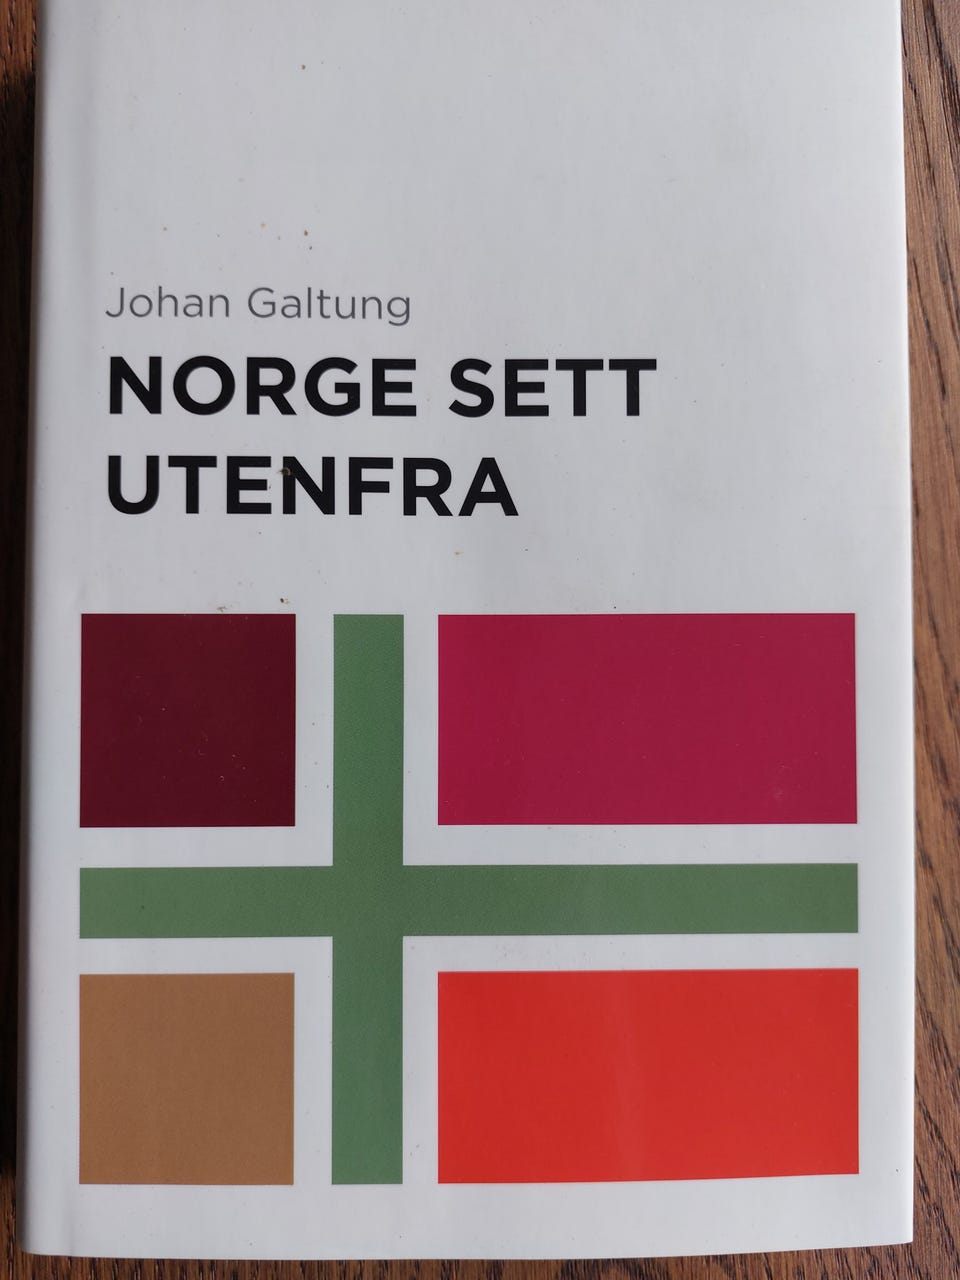 Johan Galtung
NORGE SETT
UTENFRA